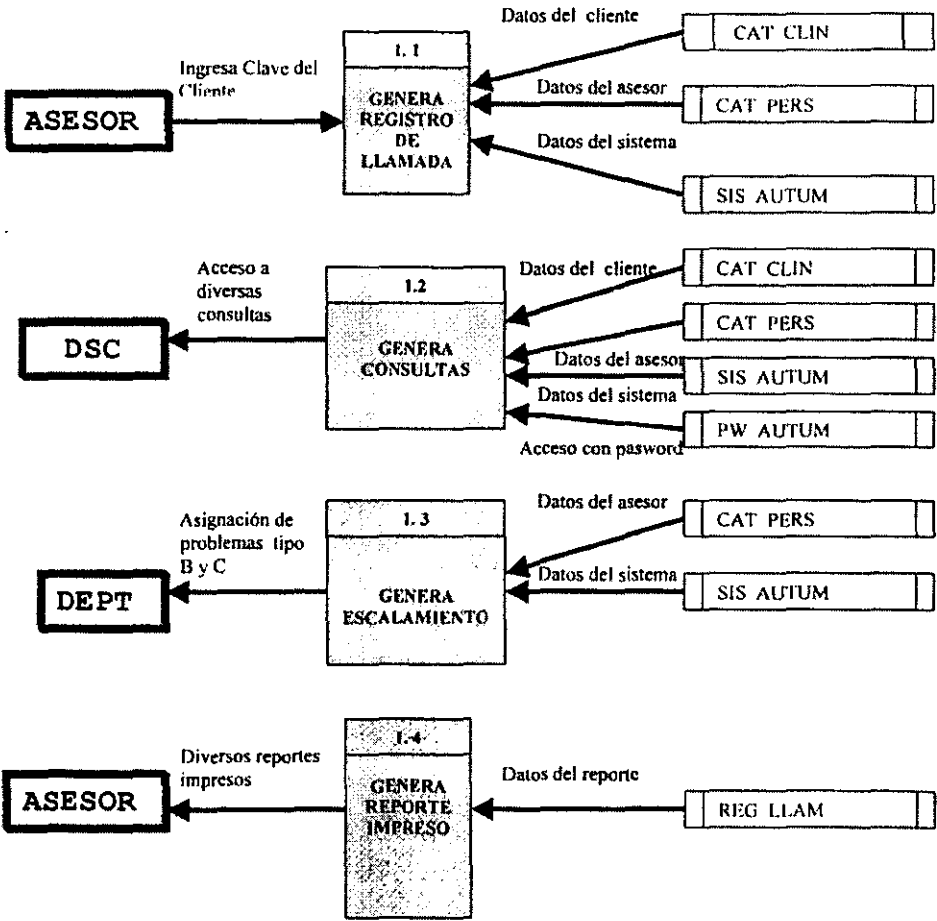 Datos del cliente
CAT CLIN
1. 1
Ingresa Clave del
Cliente
Datos del asesor
GENERA
REGISTRO
DE
LLAMADA
CAT PERS
ASESOR
Datos del sistema
SIS AUTUM
Acceso a
diversas
consultas
Datos del cliente
CAT CLIN
1.2
CAT PERS
DSC
GENERA
CONSULTAS
Datos del asesor
SIS AUTUM
Datos del sistema
PW AUTUM
Acceso con pasword
Asignación de
problemas tipo
B y C
1. 3
Datos del asesor
CAT PERS
Datos del sistema
DEPT
GENERA
ESCALAMIENTO
SIS AUTUM
1.4
Diversos reportes
impresos
GENERA
REPORTE
IMPRESO
Datos del reporte
ASESOR
REG LLAM